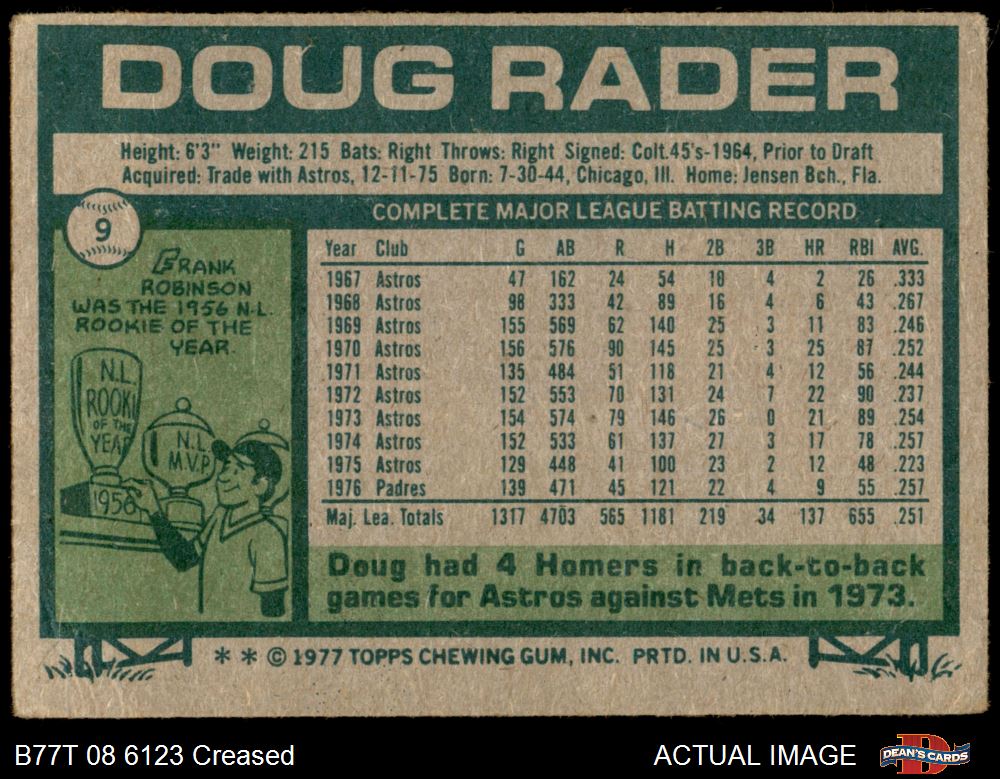 DOUG RADER
Height: 6'3" Weight: 215 Bats: Right Throws: Right Signed: Colt.45's-1964, Prior to Draft
Acquired: Trade with Astros, 12-11-75 Born: 7-30-44, Chicago, Ill. Home: Jensen Bch., Fla.
9
COMPLETE MAJOR LEAGUE BATTING RECORD
FRANK
ROBINSON
WAS THE 1956 N.L.
ROOKIE OF THE
YEAR.
N.L.
ROOKI
OF THE
YEAR
N.L.
M.V.P
1956
Year Club G AB R H 2B 3B HR RBI AVG.
1967 Astros 47 162 24 54 10 4 2 26 .333
1968 Astros 98 333 42 89 16 4 6 43 .267
1969 Astros 155 569 62 140 25 3 11 83 .246
1970 Astros 156 576 90 145 25 3 25 87 .252
1971 Astros 135 484 51 118 21 4 12 56 .244
1972 Astros 152 553 70 131 24 7 22 90 .237
1973 Astros 154 574 79 146 26 0 21 89 .254
1974 Astros 152 533 61 137 27 3 17 78 .257
1975 Astros 129 448 41 100 23 2 12 48 .223
1976 Padres 139 471 45 121 22 4 9 55 .257
Maj. Lea. Totals 1317 4703 565 1181 219 34 137 655 .251
Doug had 4 Homers in back-to-back
games for Astros against Mets in 1973.
* * © 1977 TOPPS CHEWING GUM, INC. PRTD. IN U.S.A.
B77T 08 6123 Creased
ACTUAL IMAGE
D
DEAN'S CARDS